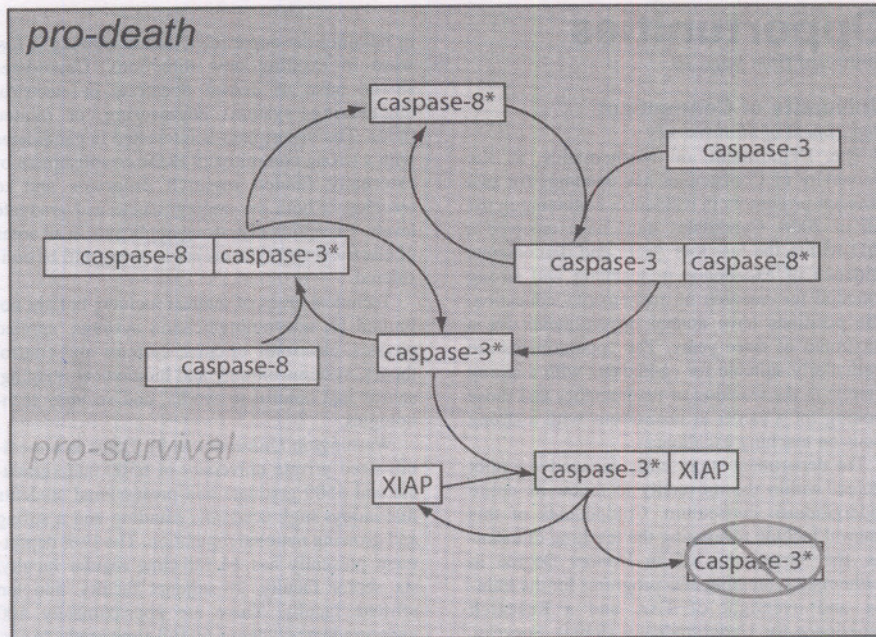 pro-death
caspase-8*
caspase-3
caspase-8 caspase-3*
caspase-3 caspase-8*
caspase-3*
caspase-8
pro-survival
caspase-3* XIAP
XIAP
caspase-3*